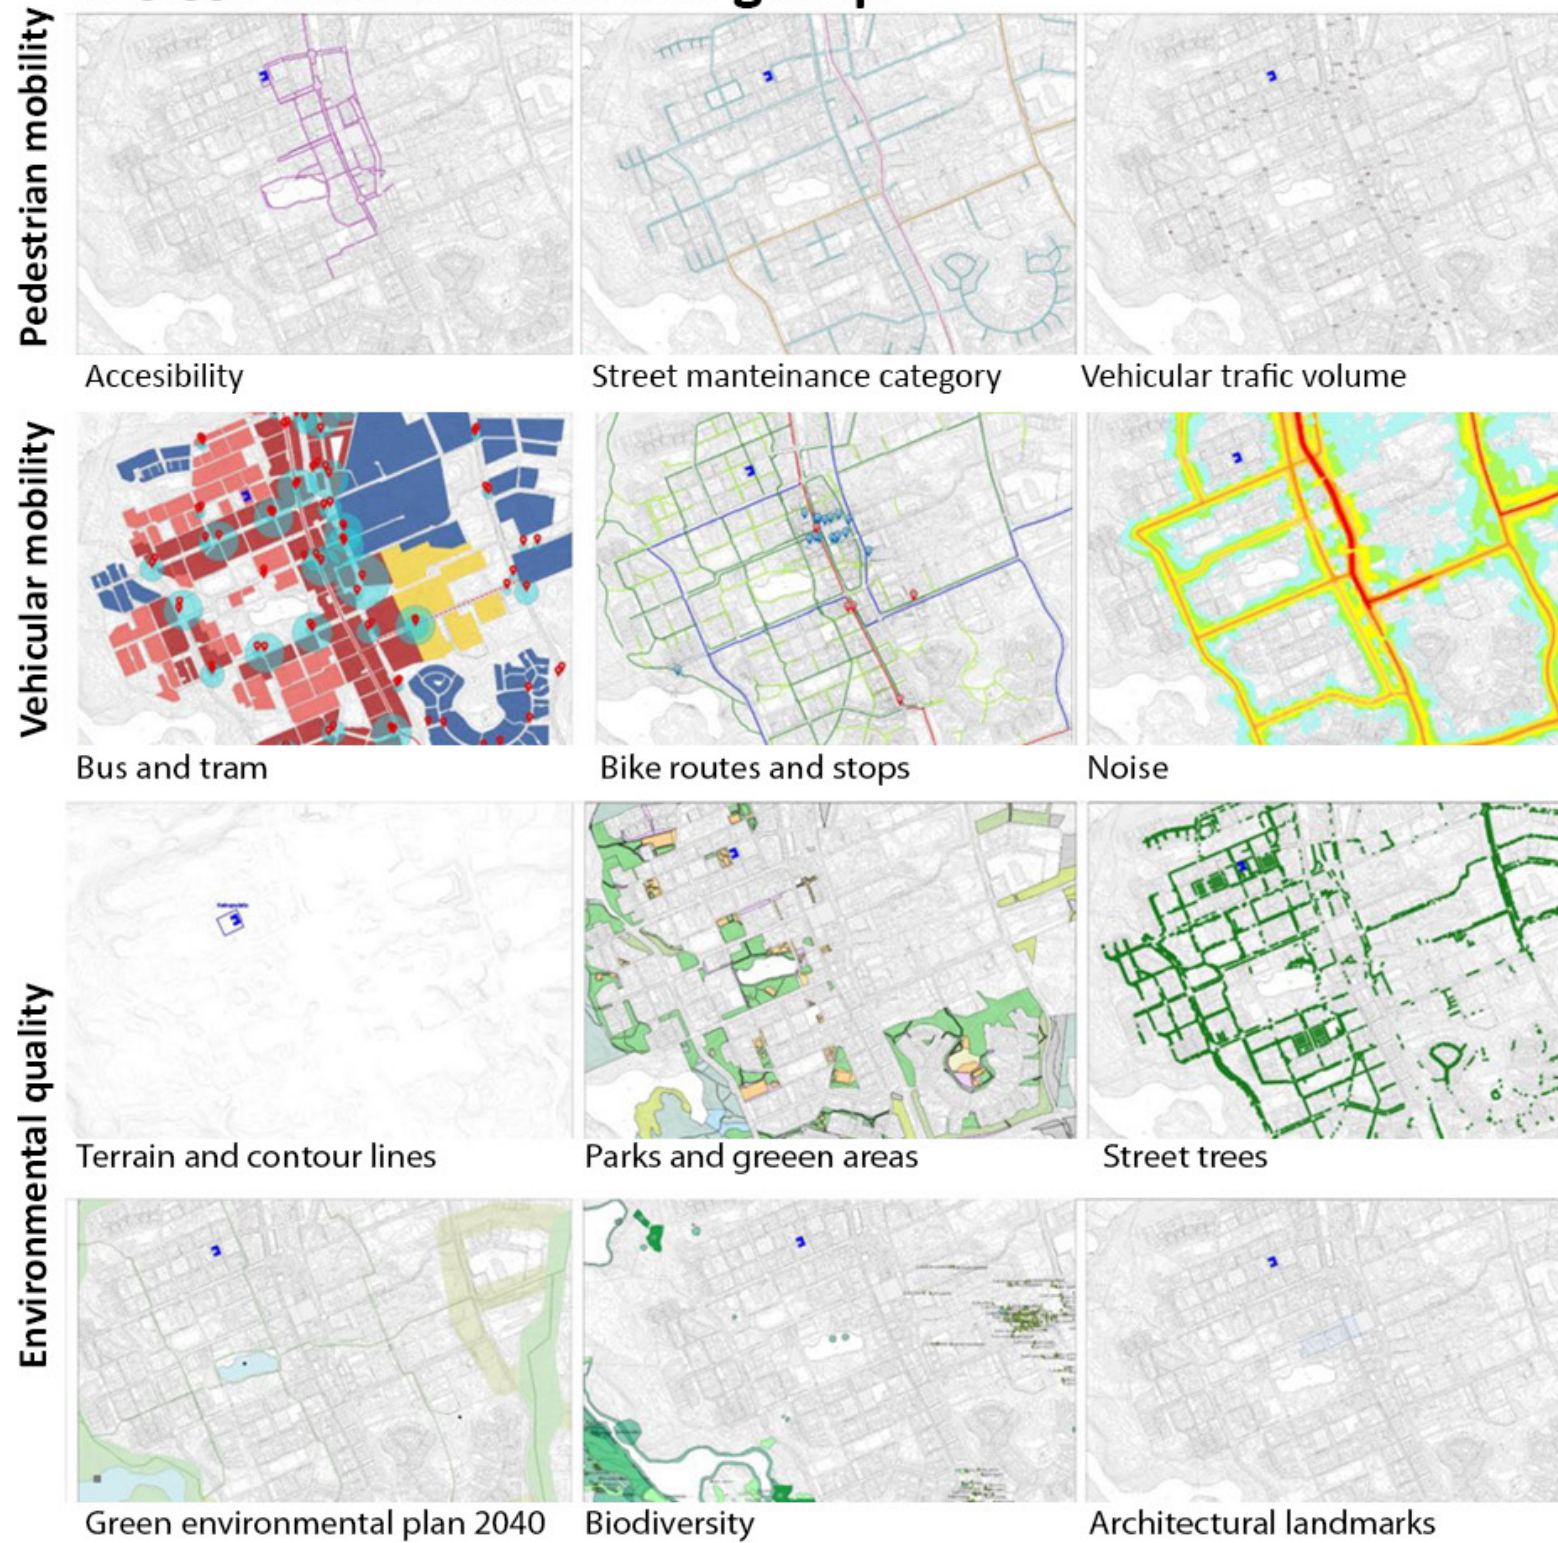 Pedestrian mobility
Accesibility
Street manteinance category
Vehicular trafic volume
Vehicular mobility
Bus and tram
Bike routes and stops
Noise
Environmental quality
Terrain and contour lines
Parks and greeen areas
Street trees
Green environmental plan 2040
Biodiversity
Architectural landmarks